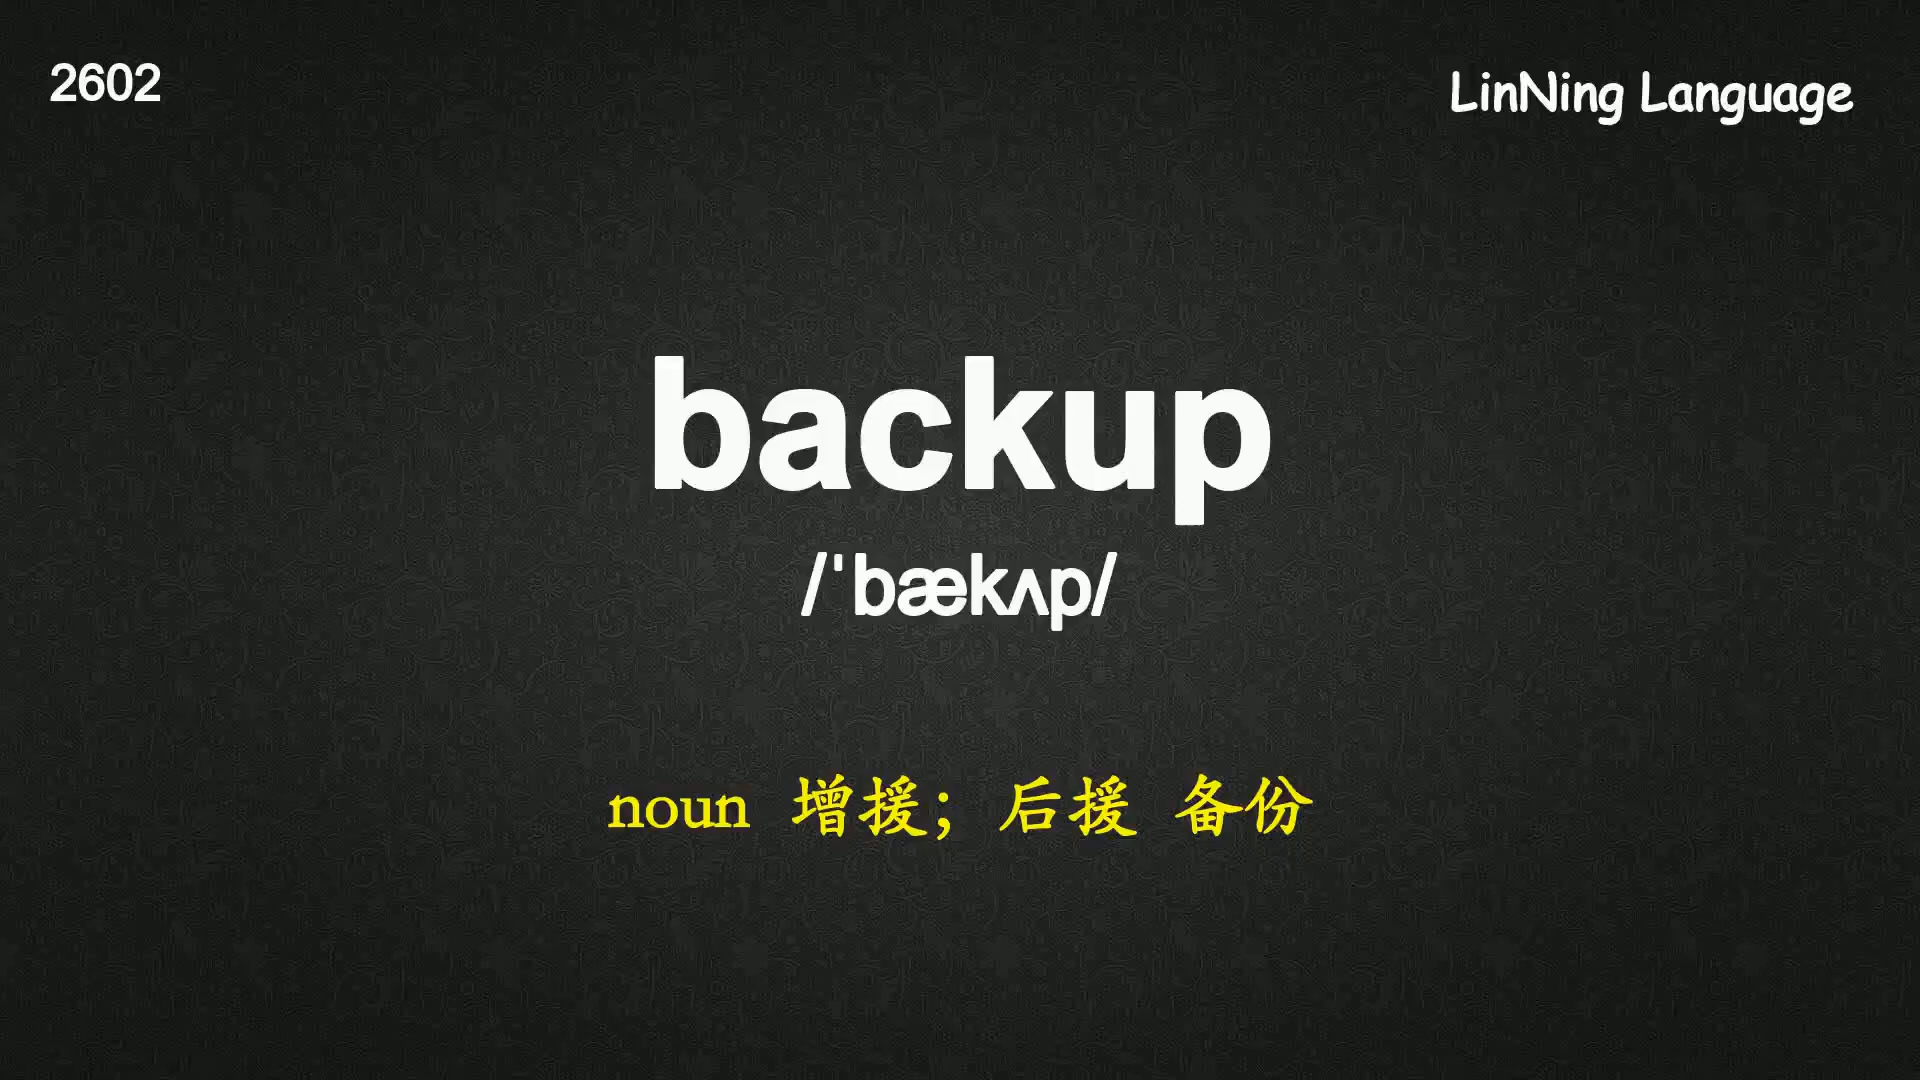 2602
LinNing Language
backup
/ˈbækʌp/
noun 增援；后援 备份